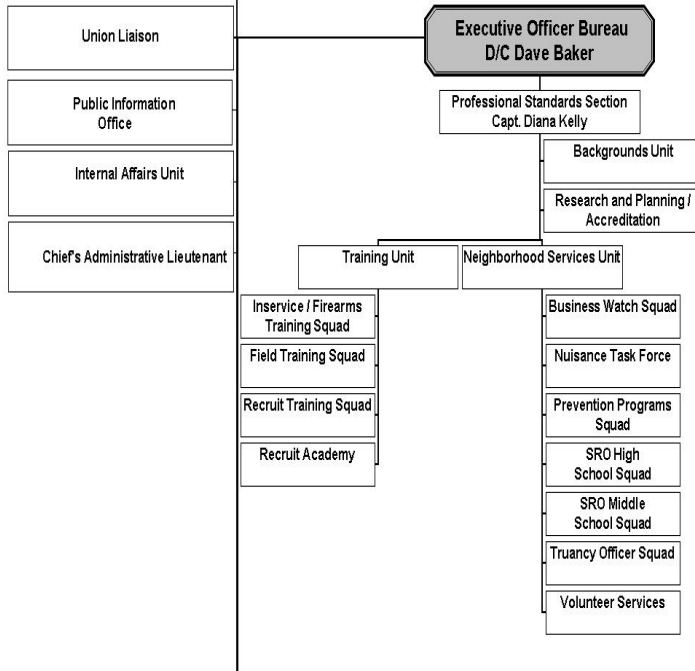 Union Liaison
Public Information
Office
Internal Affairs Unit
Chief's Administrative Lieutenant
Executive Officer Bureau
D/C Dave Baker
Professional Standards Section
Capt. Diana Kelly
Backgrounds Unit
Research and Planning /
Accreditation
Training Unit
Neighborhood Services Unit
Inservice / Firearms
Training Squad
Field Training Squad
Recruit Training Squad
Recruit Academy
Business Watch Squad
Nuisance Task Force
Prevention Programs
Squad
SRO High
School Squad
SRO Middle
School Squad
Truancy Officer Squad
Volunteer Services